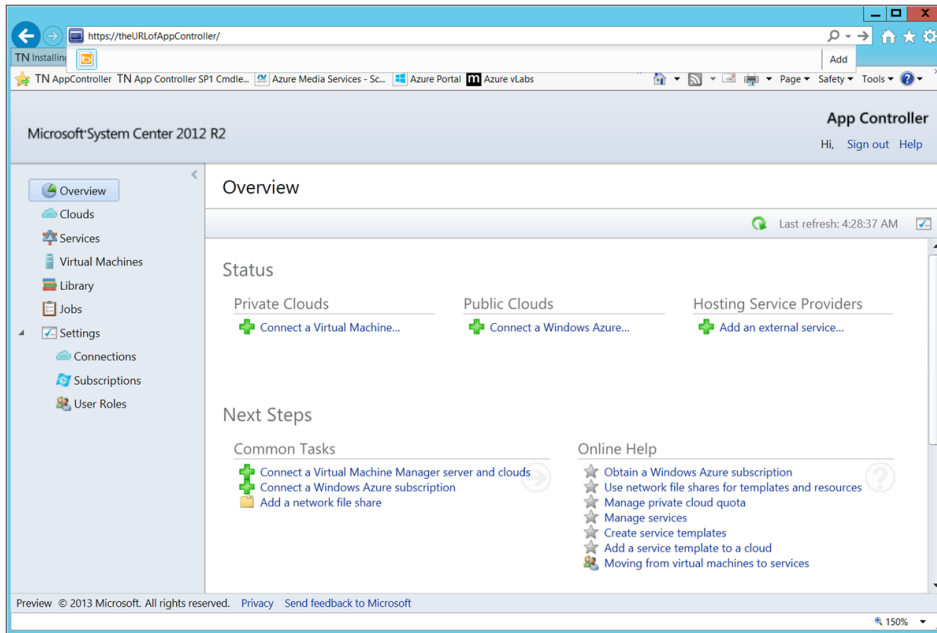 https://theURLofAppController/
TN Installing
Add
TN AppController TN App Controller SP1 Cmdle... Azure Media Services - Sc... Azure Portal Azure vLabs
Page Safety Tools
Microsoft System Center 2012 R2
App Controller
Hi, Sign out Help
Overview
Clouds
Services
Virtual Machines
Library
Jobs
Settings
Connections
Subscriptions
User Roles
Overview
Last refresh: 4:28:37 AM
Status
Private Clouds
Connect a Virtual Machine...
Public Clouds
Connect a Windows Azure...
Hosting Service Providers
Add an external service...
Next Steps
Common Tasks
Connect a Virtual Machine Manager server and clouds
Connect a Windows Azure subscription
Add a network file share
Online Help
Obtain a Windows Azure subscription
Use network file shares for templates and resources
Manage private cloud quota
Manage services
Create service templates
Add a service template to a cloud
Moving from virtual machines to services
Preview © 2013 Microsoft. All rights reserved. Privacy Send feedback to Microsoft
150%